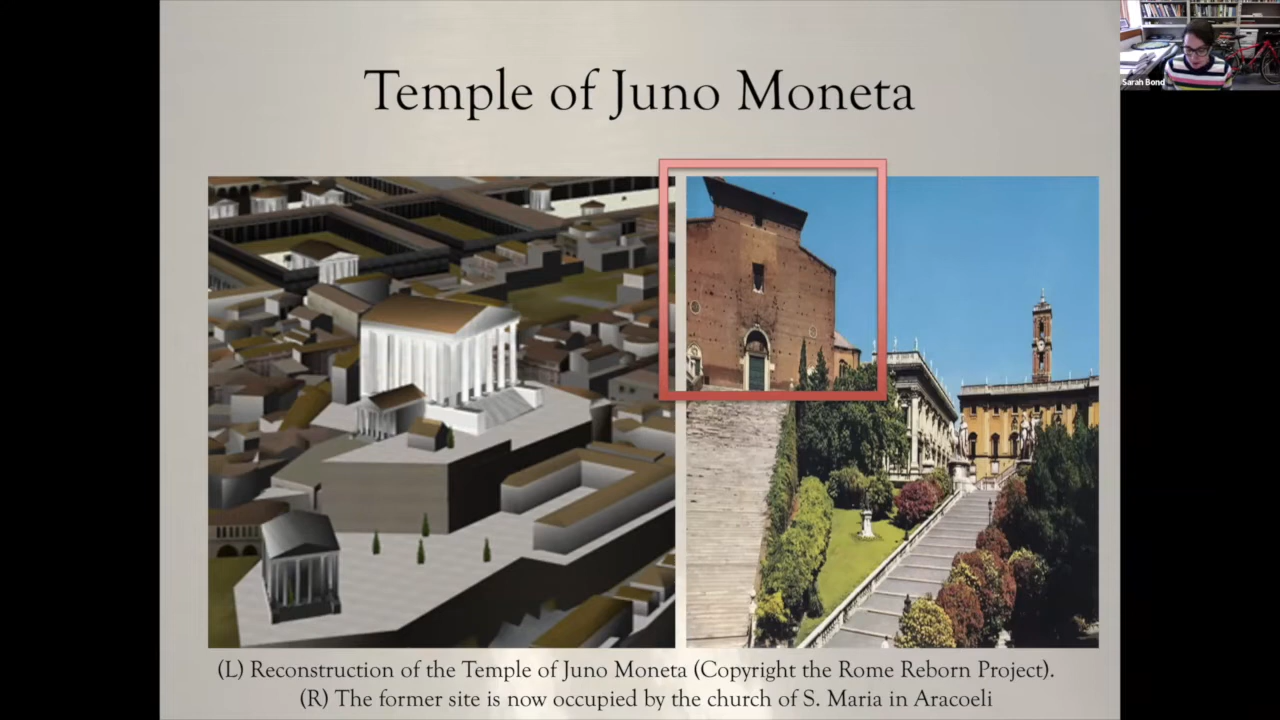 Temple of Juno Moneta
Sarah Bond
(L) Reconstruction of the Temple of Juno Moneta (Copyright the Rome Reborn Project).
(R) The former site is now occupied by the church of S. Maria in Aracoeli